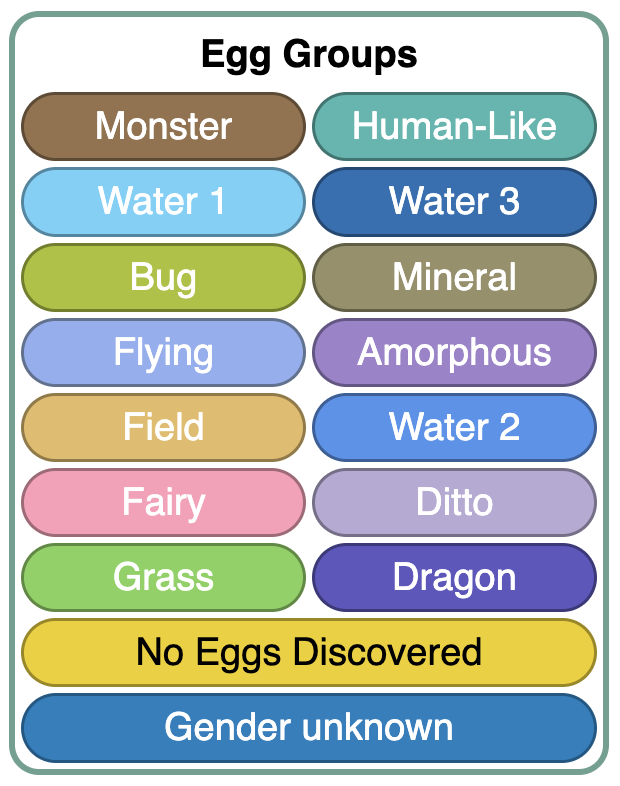 Egg Groups
Monster
Human-Like
Water 1
Water 3
Bug
Mineral
Flying
Amorphous
Field
Water 2
Fairy
Ditto
Grass
Dragon
No Eggs Discovered
Gender unknown